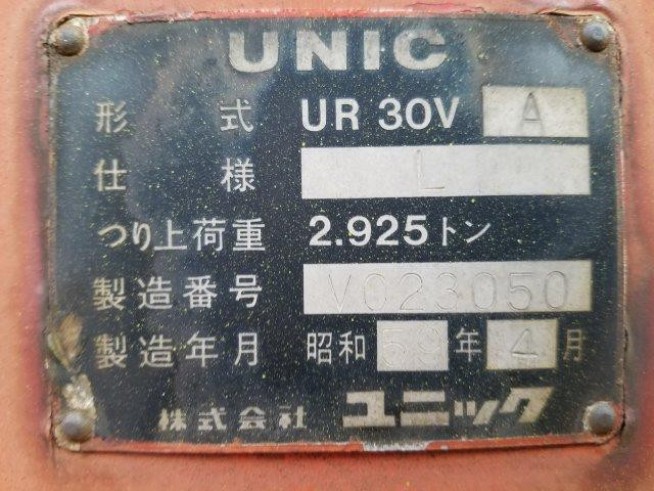 UNIC
形式 UR 30V A
仕様 L
つり上荷重 2.925トン
製造番号 V023050
製造年月 昭和59年4月
株式会社 ユニック